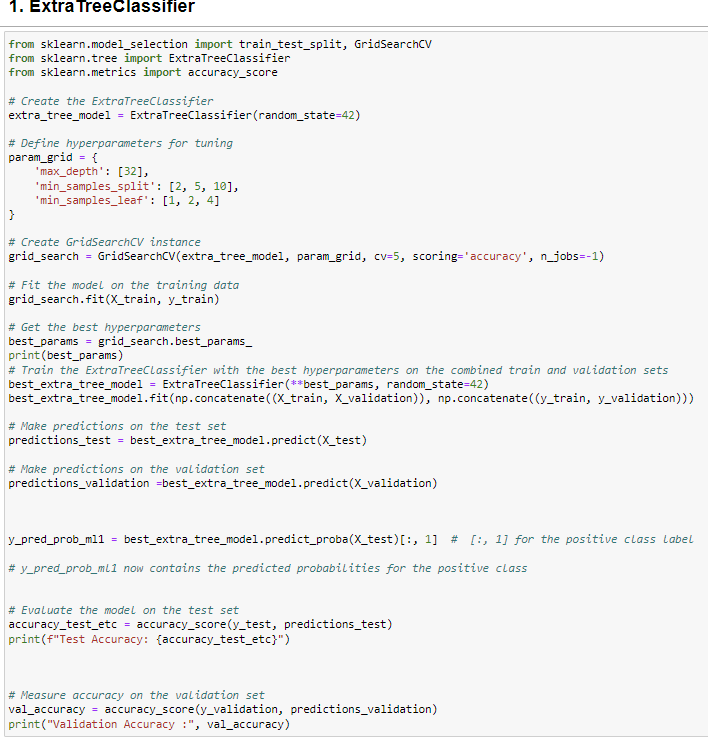 1. ExtraTreeClassifier
from sklearn.model_selection import train_test_split, GridSearchCV
from sklearn.tree import ExtraTreeClassifier
from sklearn.metrics import accuracy_score
# Create the ExtraTreeClassifier
extra_tree_model = ExtraTreeClassifier(random_state=42)
# Define hyperparameters for tuning
param_grid = {
    'max_depth': [32],
    'min_samples_split': [2, 5, 10],
    'min_samples_leaf': [1, 2, 4]
}
# Create GridSearchCV instance
grid_search = GridSearchCV(extra_tree_model, param_grid, cv=5, scoring='accuracy', n_jobs=-1)
# Fit the model on the training data
grid_search.fit(X_train, y_train)
# Get the best hyperparameters
best_params = grid_search.best_params_
print(best_params)
# Train the ExtraTreeClassifier with the best hyperparameters on the combined train and validation sets
best_extra_tree_model = ExtraTreeClassifier(**best_params, random_state=42)
best_extra_tree_model.fit(np.concatenate((X_train, X_validation)), np.concatenate((y_train, y_validation)))
# Make predictions on the test set
predictions_test = best_extra_tree_model.predict(X_test)
# Make predictions on the validation set
predictions_validation =best_extra_tree_model.predict(X_validation)
y_pred_prob_ml1 = best_extra_tree_model.predict_proba(X_test)[:, 1]  #  [:, 1] for the positive class label
# y_pred_prob_ml1 now contains the predicted probabilities for the positive class
# Evaluate the model on the test set
accuracy_test_etc = accuracy_score(y_test, predictions_test)
print(f"Test Accuracy: {accuracy_test_etc}")
# Measure accuracy on the validation set
val_accuracy = accuracy_score(y_validation, predictions_validation)
print("Validation Accuracy :", val_accuracy)